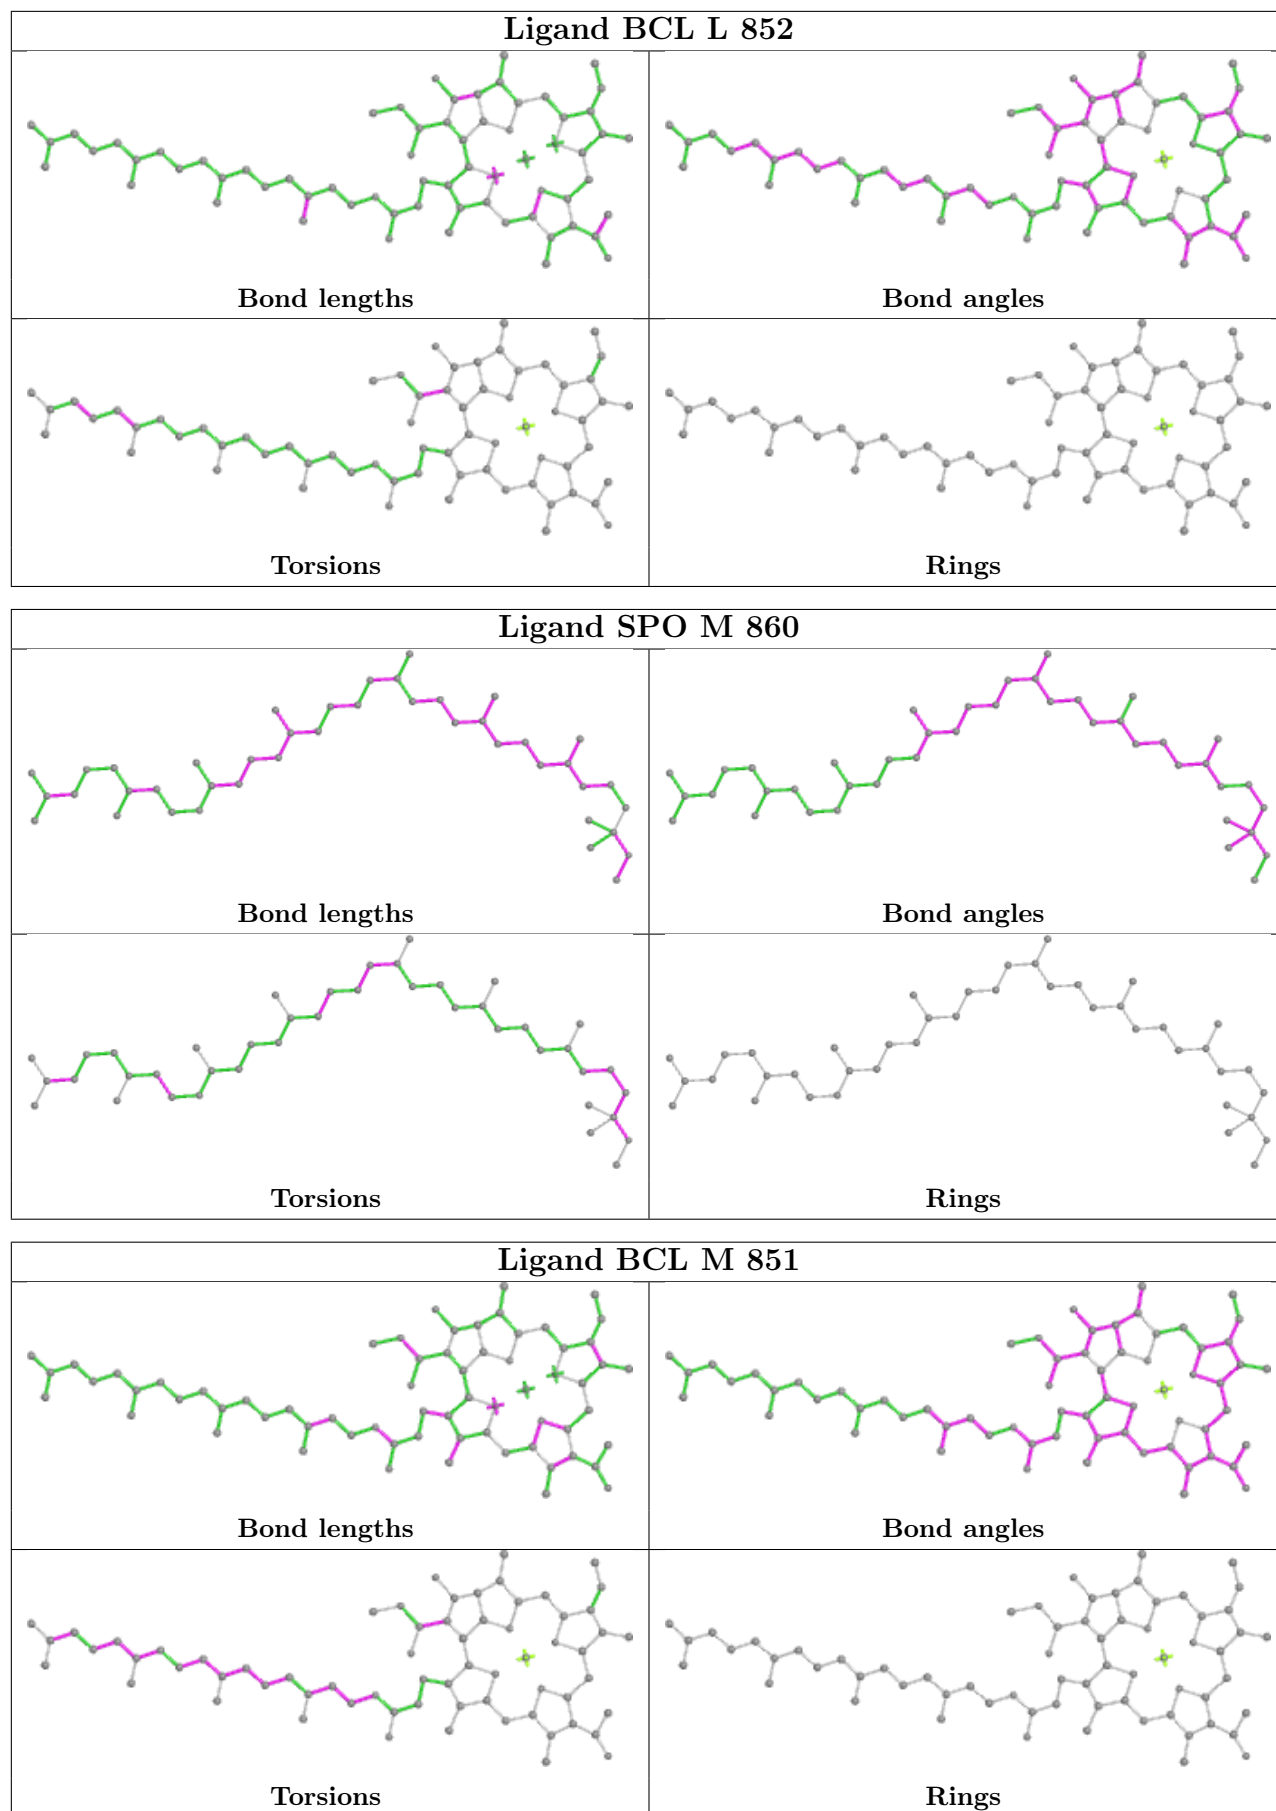 Ligand BCL L 852
Bond lengths
Bond angles
Torsions
Rings
Ligand SPO M 860
Bond lengths
Bond angles
Torsions
Rings
Ligand BCL M 851
Bond lengths
Bond angles
Torsions
Rings